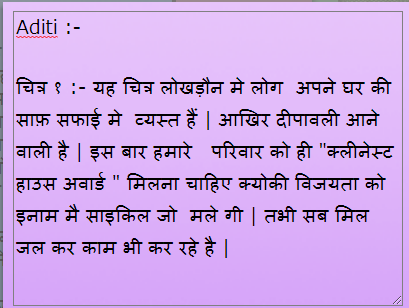 Aditi :-
चित्र १ :- यह चित्र लोखड़ौन मे लोग अपने घर की
साफ़ सफाई मे व्यस्त हैं | आखिर दीपावली आने
वाली है | इस बार हमारे परिवार को ही "क्लीनेस्ट
हाउस अवार्ड " मिलना चाहिए क्योकी विजयता को
इनाम मै साइकिल जो मले गी | तभी सब मिल
जल कर काम भी कर रहे है |